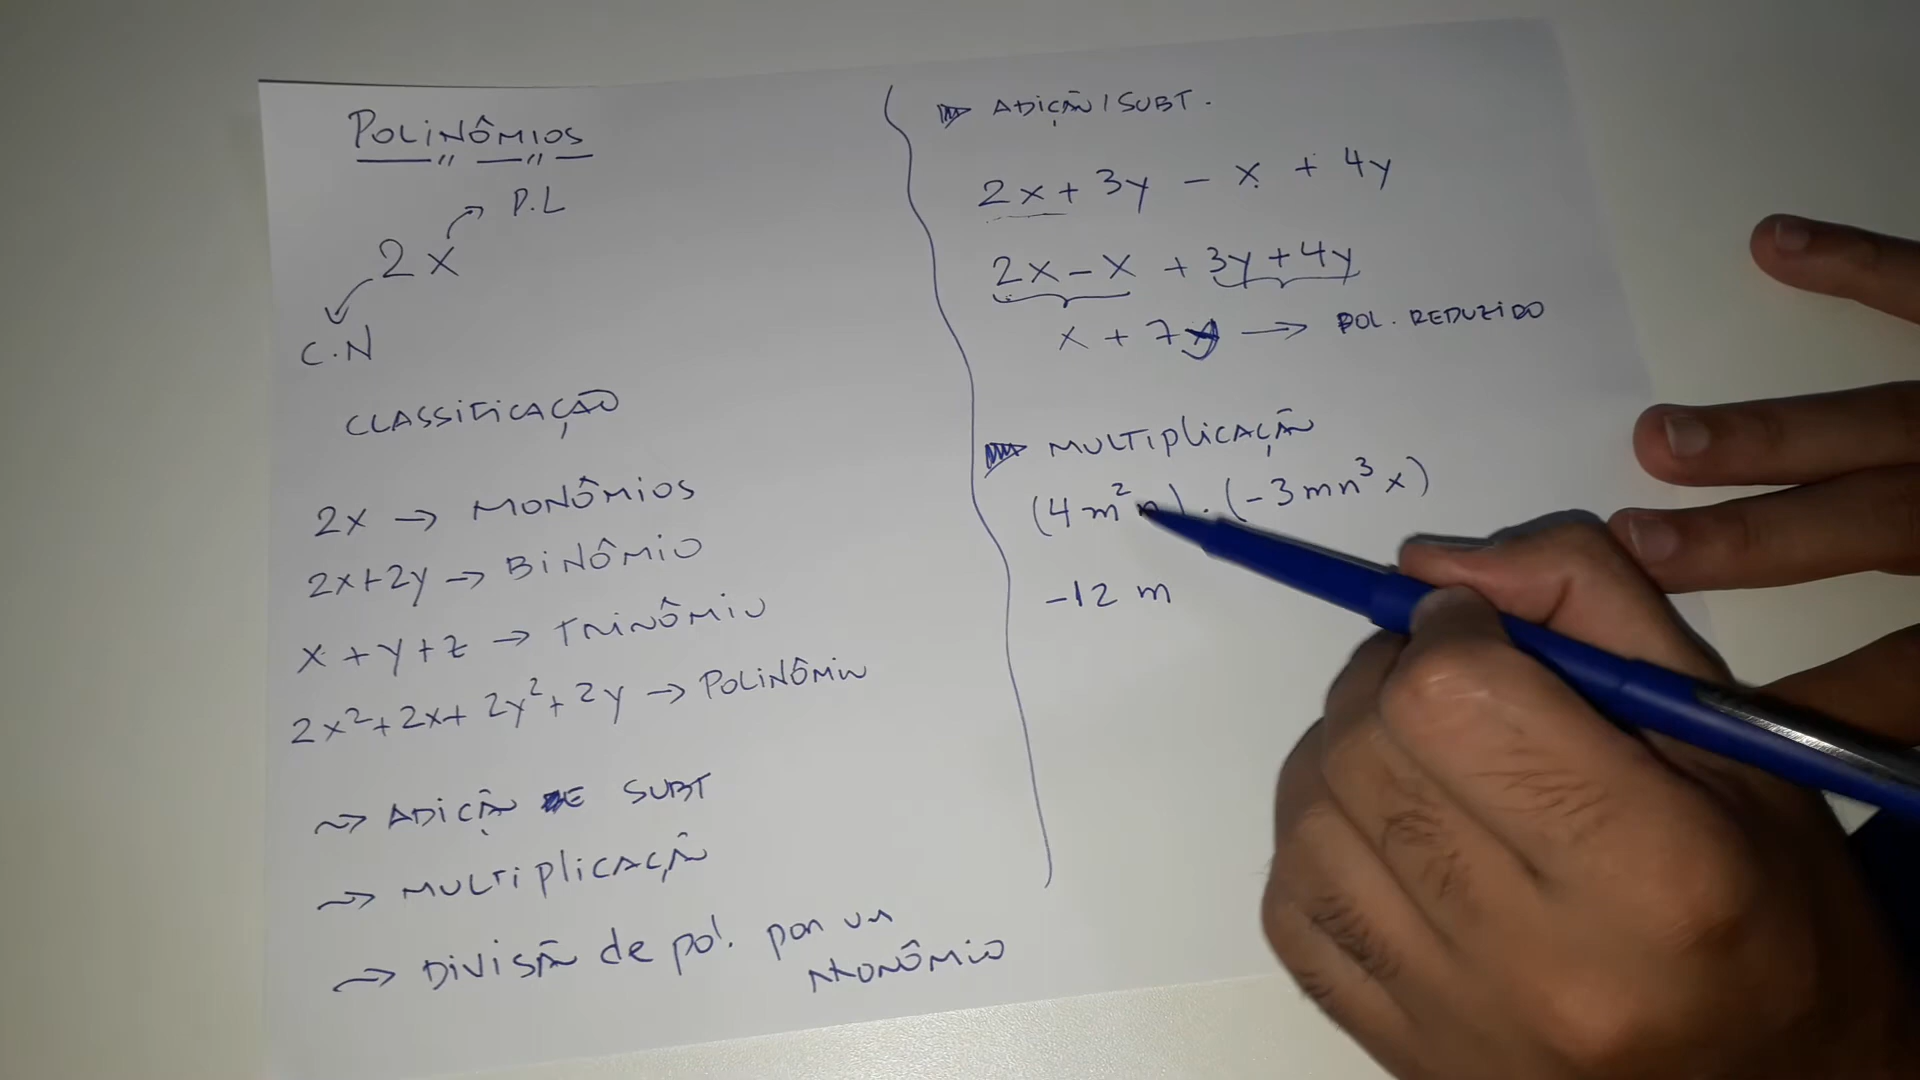 POLINÔMIOS
P.L
2x
C.N
CLASSIFICAÇÃO
2x → MONÔMIOS
2x+2y → BINÔMIO
x+y+z → TRINÔMIO
2x²+2x+2y²+2y → POLINÔMIO
~> ADIÇÃO E SUBT
~> MULTIPLICAÇÃO
~> DIVISÃO de pol. por um
MONÔMIO
ADIÇÃO/SUBT.
2x+3y - x + 4y
2x-x + 3y+4y
x + 7y → POL. REDUZIDO
MULTIPLICAÇÃO
(4m²n).(-3mn³x)
-12 m